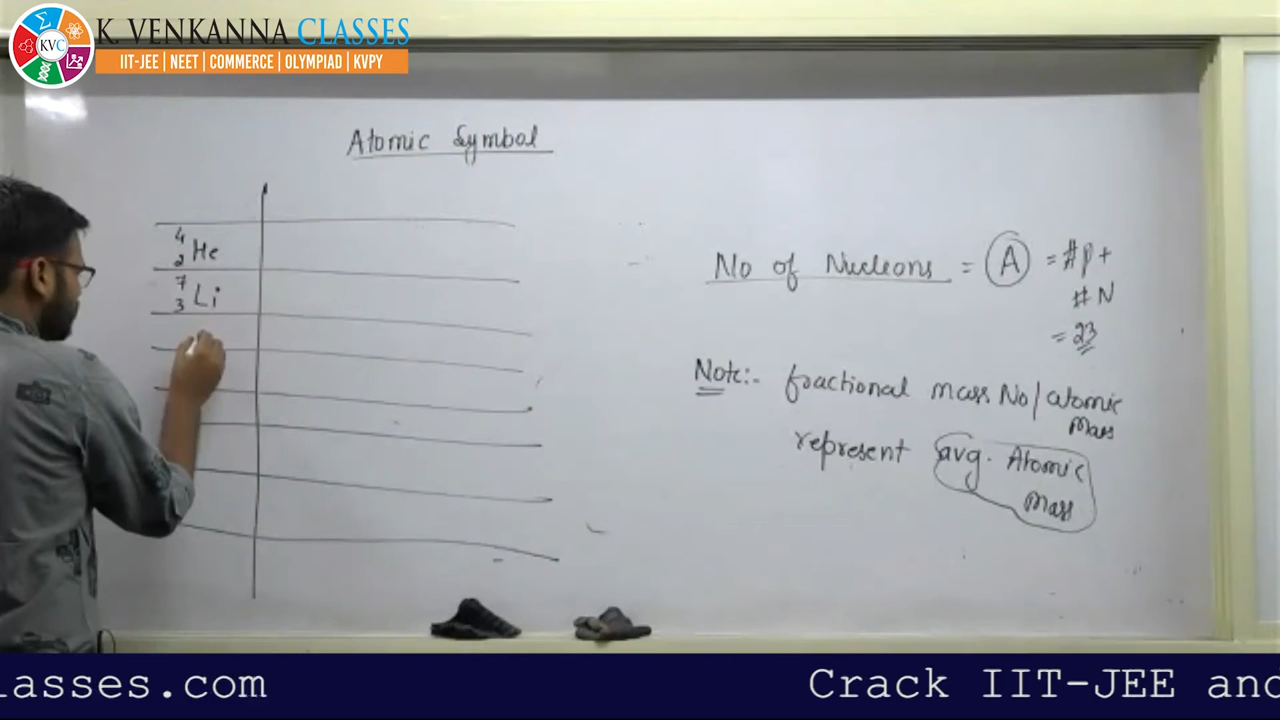 K. VENKANNA CLASSES
KVC
IIT-JEE | NEET | COMMERCE | OLYMPIAD | KVPY
Atomic Symbol
4
2 He
7
3 Li
No of Nucleons = A = #p+
#N
= 23
Note:- fractional mass No/atomic
mass
represent avg. Atomic
Mass
lasses.com Crack IIT-JEE and